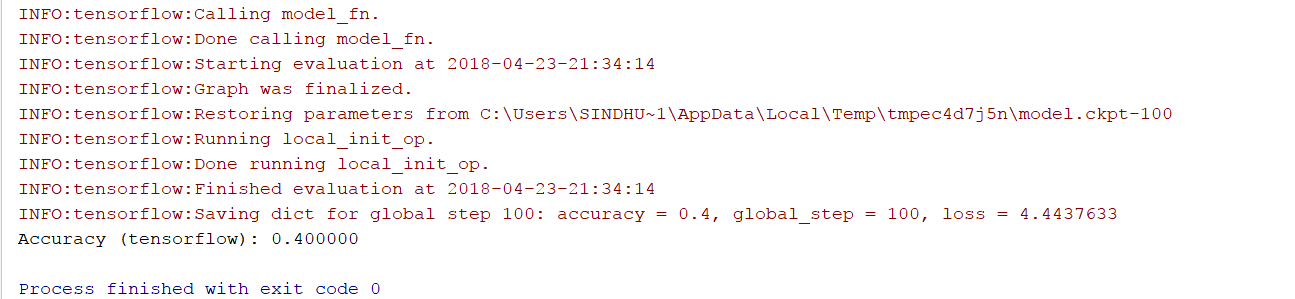 INFO:tensorflow:Calling model_fn.
INFO:tensorflow:Done calling model_fn.
INFO:tensorflow:Starting evaluation at 2018-04-23-21:34:14
INFO:tensorflow:Graph was finalized.
INFO:tensorflow:Restoring parameters from C:\Users\SINDHU~1\AppData\Local\Temp\tmpec4d7j5n\model.ckpt-100
INFO:tensorflow:Running local_init_op.
INFO:tensorflow:Done running local_init_op.
INFO:tensorflow:Finished evaluation at 2018-04-23-21:34:14
INFO:tensorflow:Saving dict for global step 100: accuracy = 0.4, global_step = 100, loss = 4.4437633
Accuracy (tensorflow): 0.400000
Process finished with exit code 0